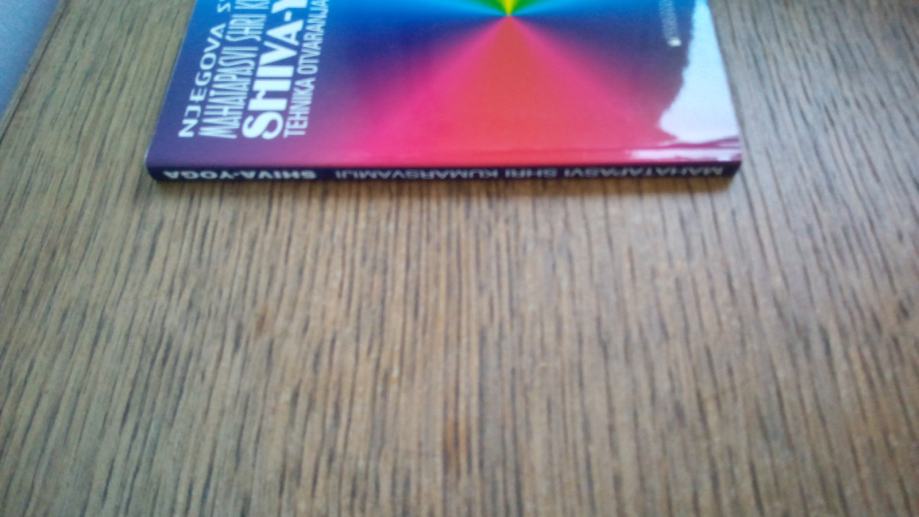 NJEGOVA
MAHATAPASVI SHRI
SHIVA-Y
TEHNIKA OTVARANJA
MAHATAPASVI SHRI KUMARSVAMIJI SHIVA-YOGA